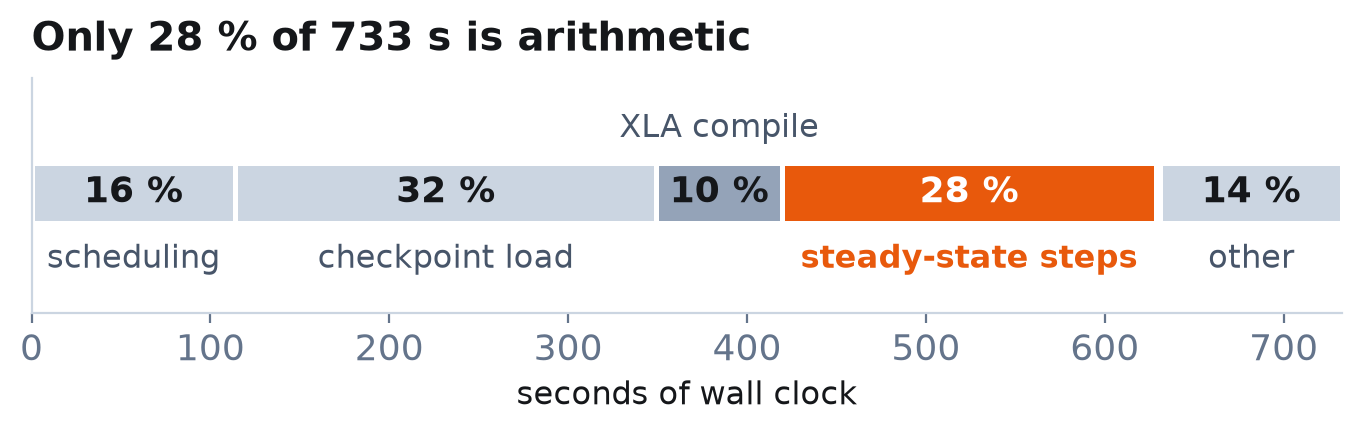 Only 28 % of 733 s is arithmetic
XLA compile
16 % 32 % 10 % 28 % 14 %
scheduling checkpoint load steady-state steps other
0 100 200 300 400 500 600 700
seconds of wall clock